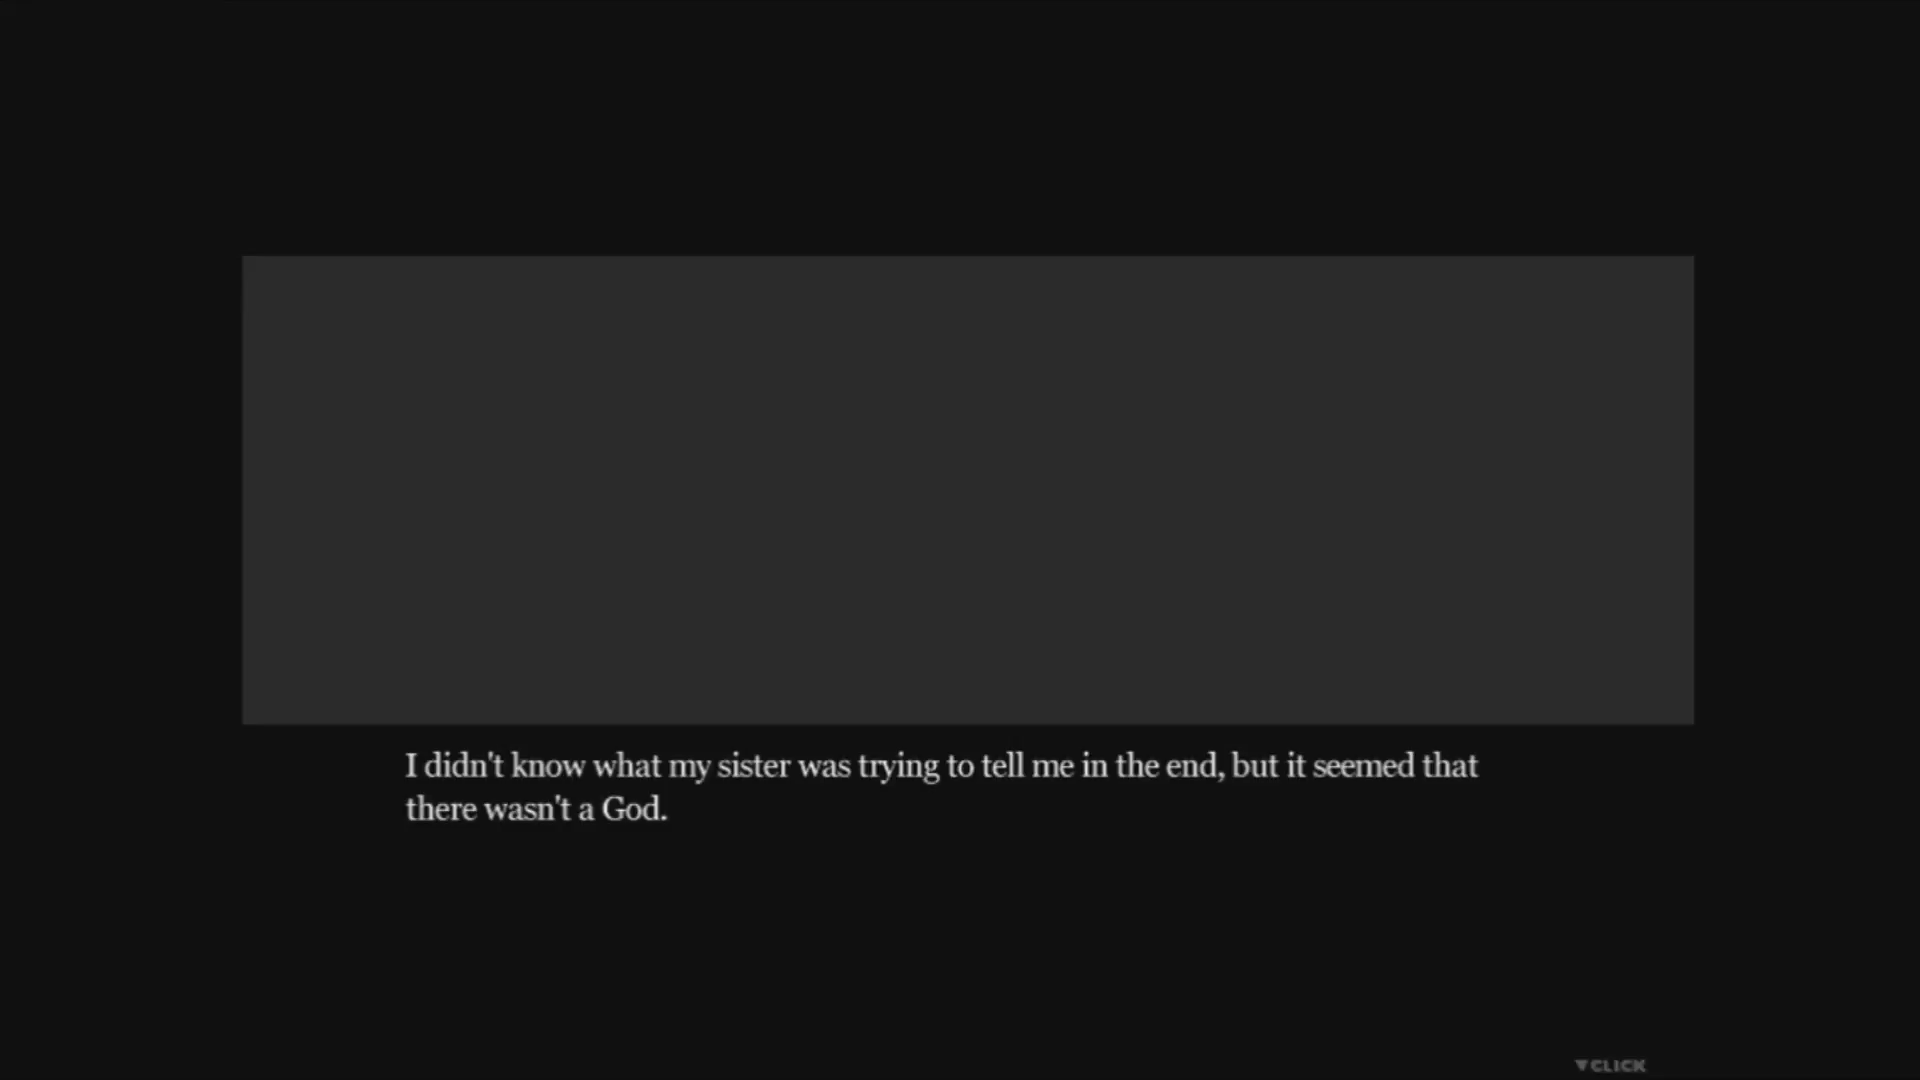 I didn't know what my sister was trying to tell me in the end, but it seemed that
there wasn't a God.
▼CLICK